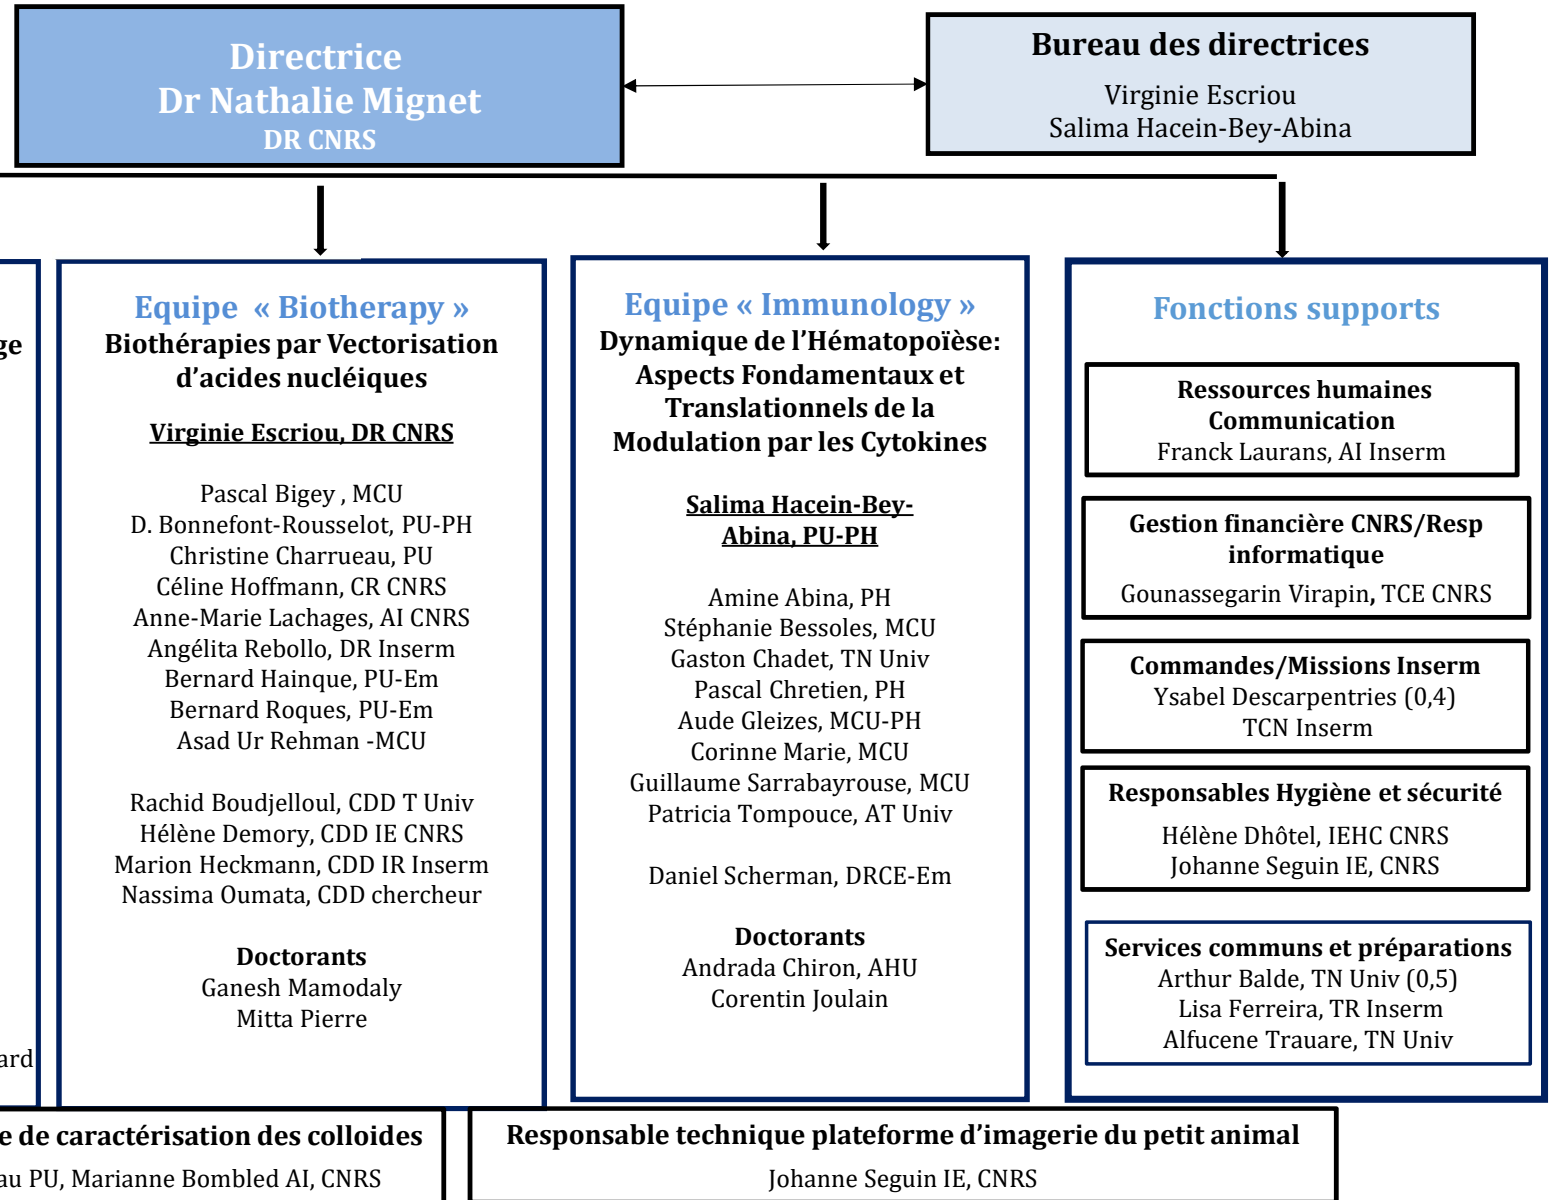 Directrice
Dr Nathalie Mignet
DR CNRS
Bureau des directrices
Virginie Escriou
Salima Hacein-Bey-Abina
Equipe « Biotherapy »
Biothérapies par Vectorisation
d’acides nucléiques
Virginie Escriou, DR CNRS
Pascal Bigey , MCU
D. Bonnefont-Rousselot, PU-PH
Christine Charrueau, PU
Céline Hoffmann, CR CNRS
Anne-Marie Lachages, AI CNRS
Angélita Rebollo, DR Inserm
Bernard Hainque, PU-Em
Bernard Roques, PU-Em
Asad Ur Rehman -MCU
Rachid Boudjelloul, CDD T Univ
Hélène Demory, CDD IE CNRS
Marion Heckmann, CDD IR Inserm
Nassima Oumata, CDD chercheur
Doctorants
Ganesh Mamodaly
Mitta Pierre
Equipe « Immunology »
Dynamique de l’Hématopoïèse:
Aspects Fondamentaux et
Translationnels de la
Modulation par les Cytokines
Salima Hacein-Bey-
Abina, PU-PH
Amine Abina, PH
Stéphanie Bessoles, MCU
Gaston Chadet, TN Univ
Pascal Chretien, PH
Aude Gleizes, MCU-PH
Corinne Marie, MCU
Guillaume Sarrabayrouse, MCU
Patricia Tompouce, AT Univ
Daniel Scherman, DRCE-Em
Doctorants
Andrada Chiron, AHU
Corentin Joulain
Fonctions supports
Ressources humaines
Communication
Franck Laurans, AI Inserm
Gestion financière CNRS/Resp
informatique
Gounassegarin Virapin, TCE CNRS
Commandes/Missions Inserm
Ysabel Descarpentries (0,4)
TCN Inserm
Responsables Hygiène et sécurité
Hélène Dhôtel, IEHC CNRS
Johanne Seguin IE, CNRS
Services communs et préparations
Arthur Balde, TN Univ (0,5)
Lisa Ferreira, TR Inserm
Alfucene Trauare, TN Univ
de caractérisation des colloides
PU, Marianne Bombled AI, CNRS
Responsable technique plateforme d’imagerie du petit animal
Johanne Seguin IE, CNRS